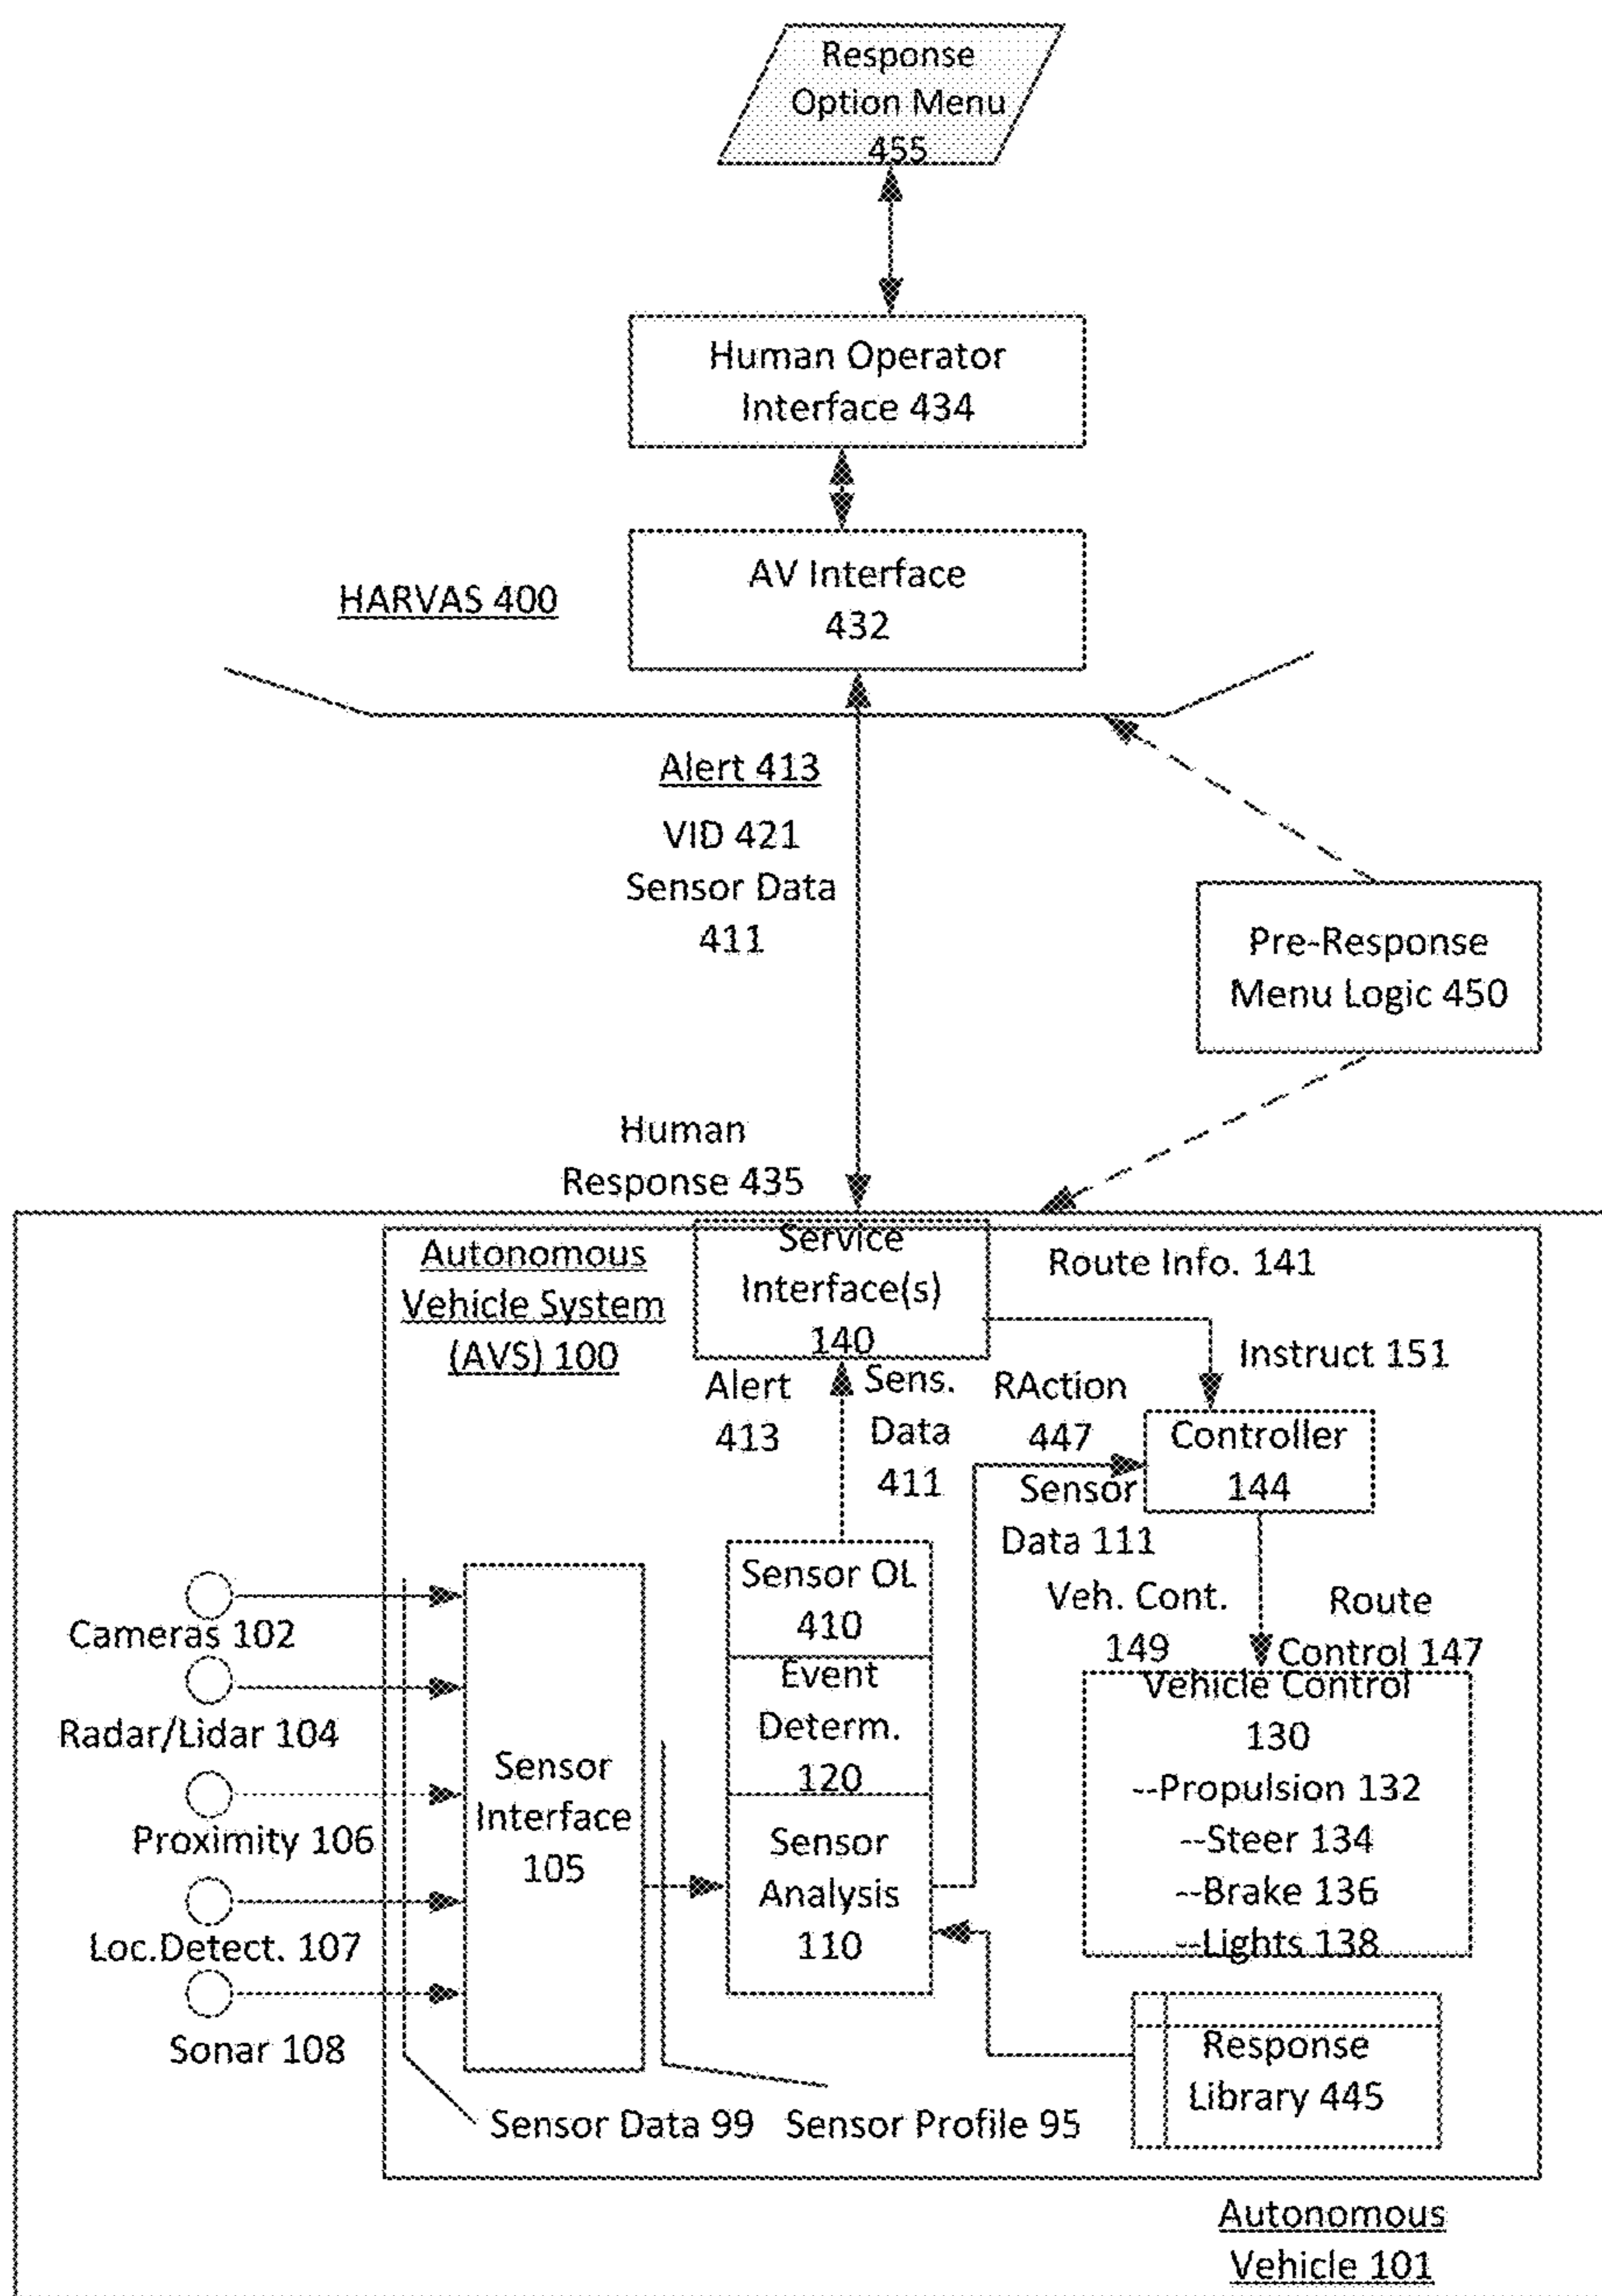 Response
Option Menu
455
Human Operator
Interface 434
AV Interface
432
HARVAS 400
Alert 413
VID 421
Sensor Data
411
Pre-Response
Menu Logic 450
Human
Response 435
Autonomous
Vehicle System
(AVS) 100
Service
Interface(s)
140
Route Info. 141
Instruct 151
Alert
413
Sens.
Data
411
RAction
447
Sensor
Data 111
Controller
144
Veh. Cont.
149
Route
Control 147
Sensor OL
410
Event
Determ.
120
Sensor
Analysis
110
Cameras 102
Radar/Lidar 104
Proximity 106
Loc.Detect. 107
Sonar 108
Sensor
Interface
105
Vehicle Control
130
--Propulsion 132
--Steer 134
--Brake 136
--Lights 138
Response
Library 445
Sensor Data 99
Sensor Profile 95
Autonomous
Vehicle 101